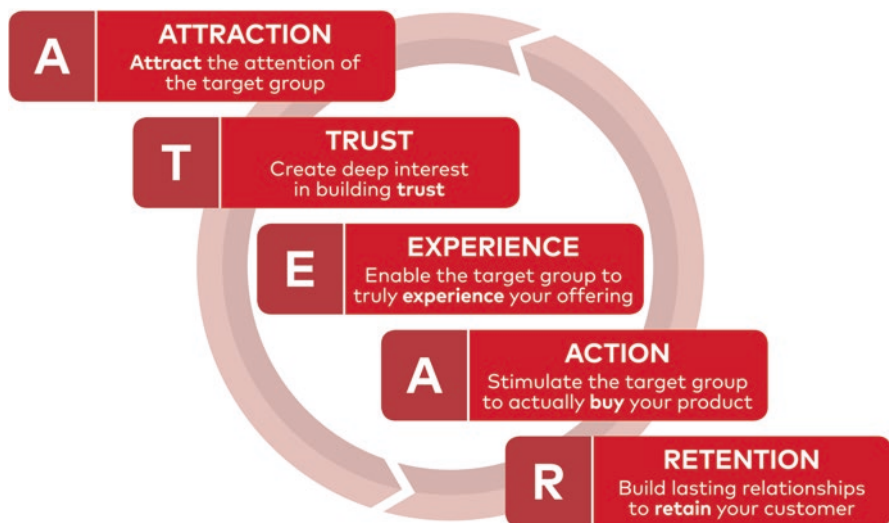 A
ATTRACTION
Attract the attention of
the target group
T
TRUST
Create deep interest
in building trust
E
EXPERIENCE
Enable the target group to
truly experience your offering
A
ACTION
Stimulate the target group
to actually buy your product
R
RETENTION
Build lasting relationships
to retain your customer